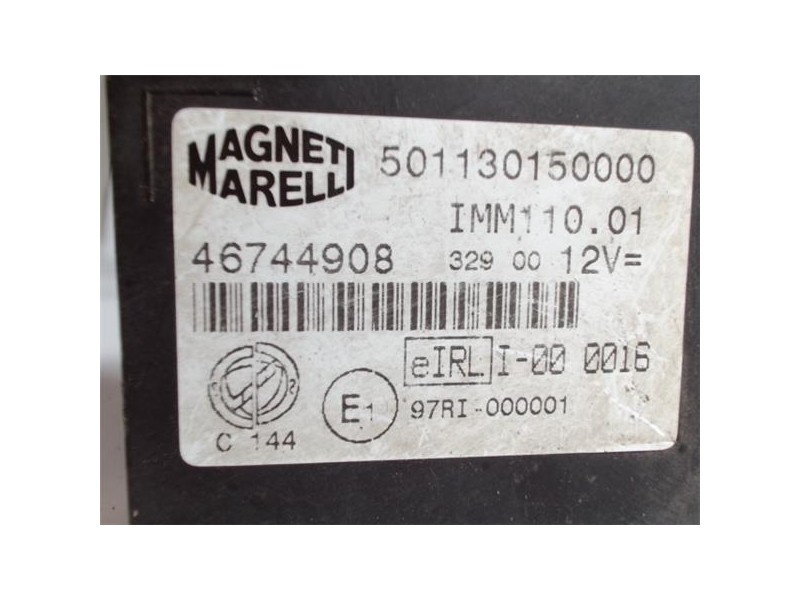 MAGNETI MARELLI
501130150000
IMM110.01
46744908 329 00 12V=
eIRL I-00 0016
E1 97RI-000001
C 144